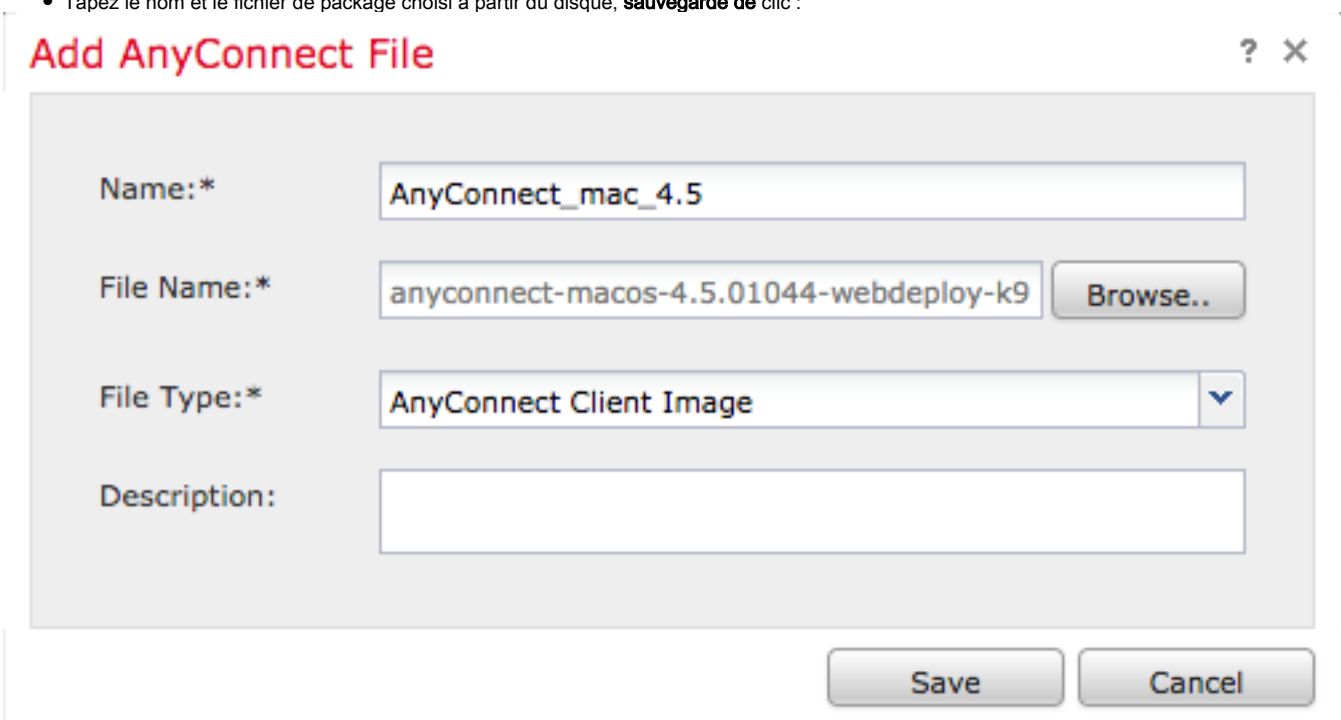 • Tapez le nom et le fichier de package choisi à partir du disque, sauvegarde de clic :
Add AnyConnect File ? ×
Name:* AnyConnect_mac_4.5
File Name:* anyconnect-macos-4.5.01044-webdeploy-k9 Browse..
File Type:* AnyConnect Client Image
Description:
Save Cancel